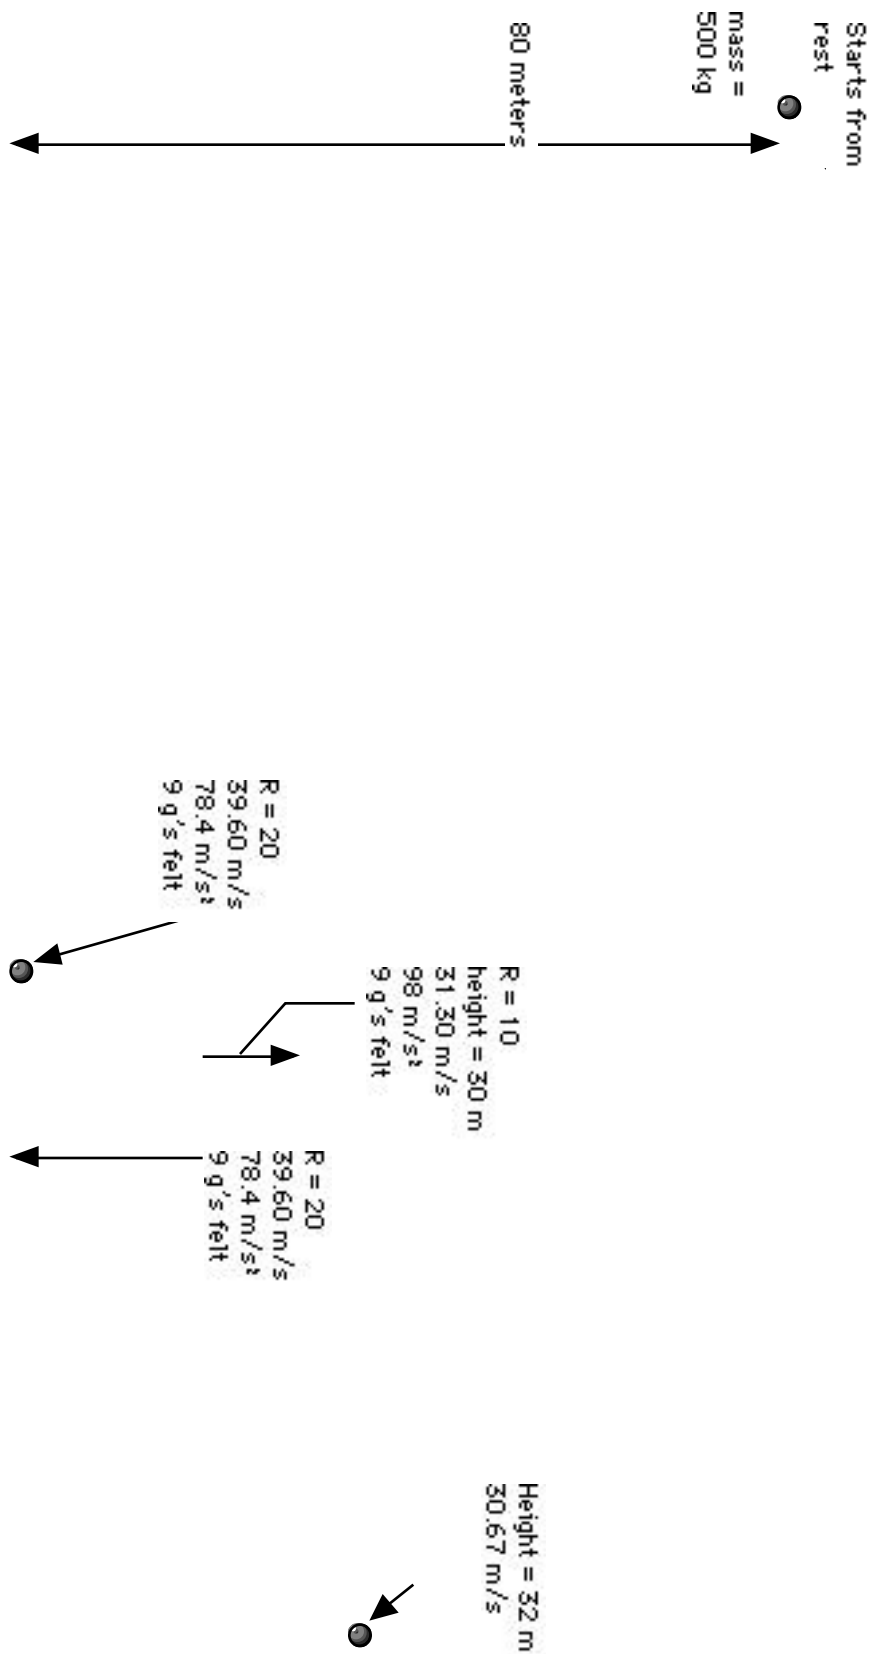 Starts from
rest
mass =
500 kg
80 meters
R = 20
39.60 m/s
78.4 m/s²
9 g's felt
R = 10
height = 30 m
31.30 m/s
98 m/s²
9 g's felt
R = 20
39.60 m/s
78.4 m/s²
9 g's felt
Height = 32 m
30.67 m/s